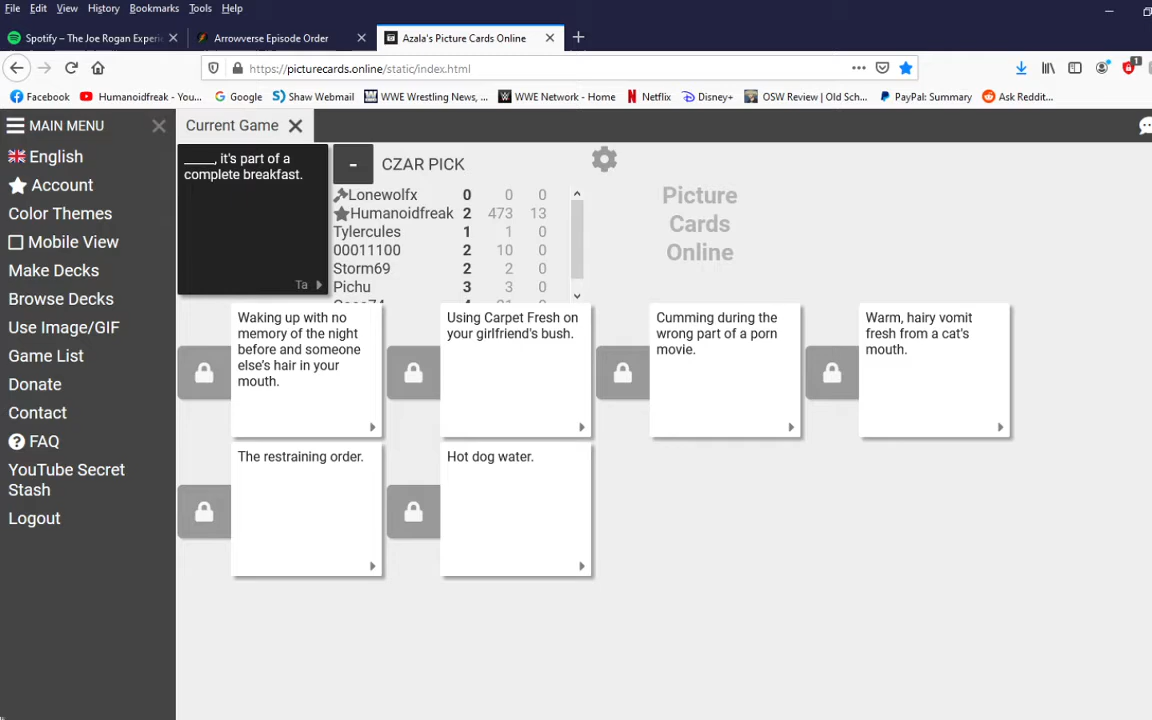 File Edit View History Bookmarks Tools Help
Spotify – The Joe Rogan Experi
Arrowverse Episode Order
Azala's Picture Cards Online
https://picturecards.online/static/index.html
1
Facebook
Humanoidfreak - You...
Google
Shaw Webmail
WWE Wrestling News, ...
WWE Network - Home
Netflix
Disney+
OSW Review | Old Sch...
PayPal: Summary
Ask Reddit...
MAIN MENU
English
Account
Color Themes
Mobile View
Make Decks
Browse Decks
Use Image/GIF
Game List
Donate
Contact
FAQ
YouTube Secret
Stash
Logout
Current Game
_____, it's part of a
complete breakfast.
Ta
-
CZAR PICK
Lonewolfx 0 0 0
Humanoidfreak 2 473 13
Tylercules 1 1 0
00011100 2 10 0
Storm69 2 2 0
Pichu 3 3 0
Picture
Cards
Online
Waking up with no
memory of the night
before and someone
else's hair in your
mouth.
Using Carpet Fresh on
your girlfriend's bush.
Cumming during the
wrong part of a porn
movie.
Warm, hairy vomit
fresh from a cat's
mouth.
The restraining order.
Hot dog water.